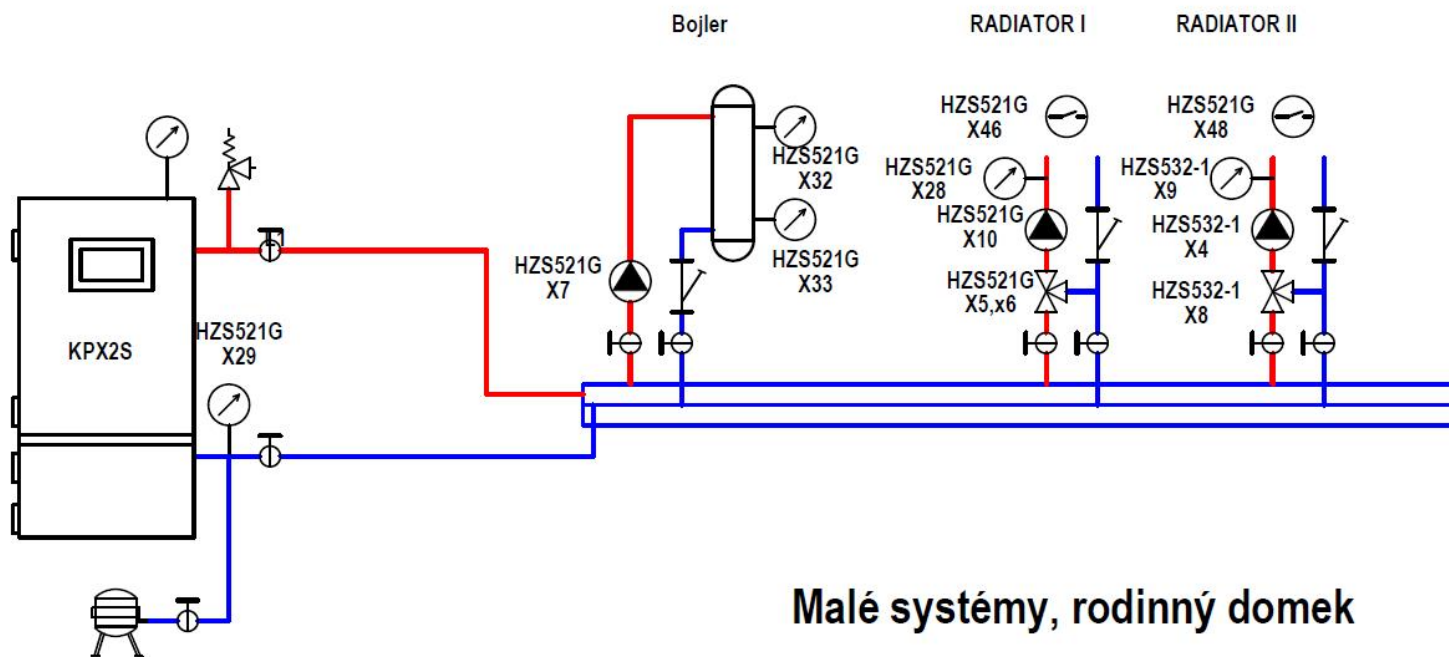 Bojler
RADIATOR I
RADIATOR II
HZS521G
X46
HZS521G
X48
HZS521G
X32
HZS521G
X28
HZS532-1
X9
HZS521G
X10
HZS532-1
X4
HZS521G
X7
HZS521G
X33
HZS521G
X5,x6
HZS532-1
X8
KPX2S
HZS521G
X29
Malé systémy, rodinný domek